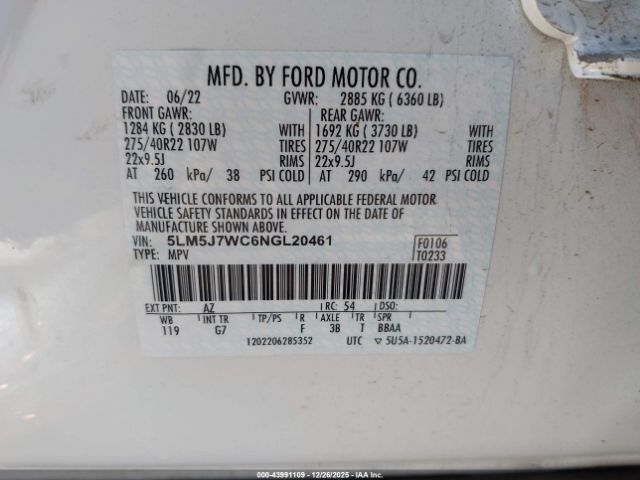 MFD. BY FORD MOTOR CO.
DATE: 06/22 GVWR: 2885 KG ( 6360 LB)
FRONT GAWR: REAR GAWR:
1284 KG ( 2830 LB) WITH 1692 KG ( 3730 LB) WITH
275/40R22 107W TIRES 275/40R22 107W TIRES
22x9.5J RIMS 22x9.5J RIMS
AT 260 kPa/ 38 PSI COLD AT 290 kPa/ 42 PSI COLD
THIS VEHICLE CONFORMS TO ALL APPLICABLE FEDERAL MOTOR
VEHICLE SAFETY STANDARDS IN EFFECT ON THE DATE OF
MANUFACTURE SHOWN ABOVE.
VIN: 5LM5J7WC6NGL20461 F0106
TYPE: MPV T0233
EXT PNT: AZ RC: 54 DSO:
WB INT TR TP/PS R AXLE TR SPR
119 G7 F 3B T BBAA
1202206285352 UTC ▽ 5U5A-1520472-BA
000-43991109 | 12/26/2025 | IAA Inc.